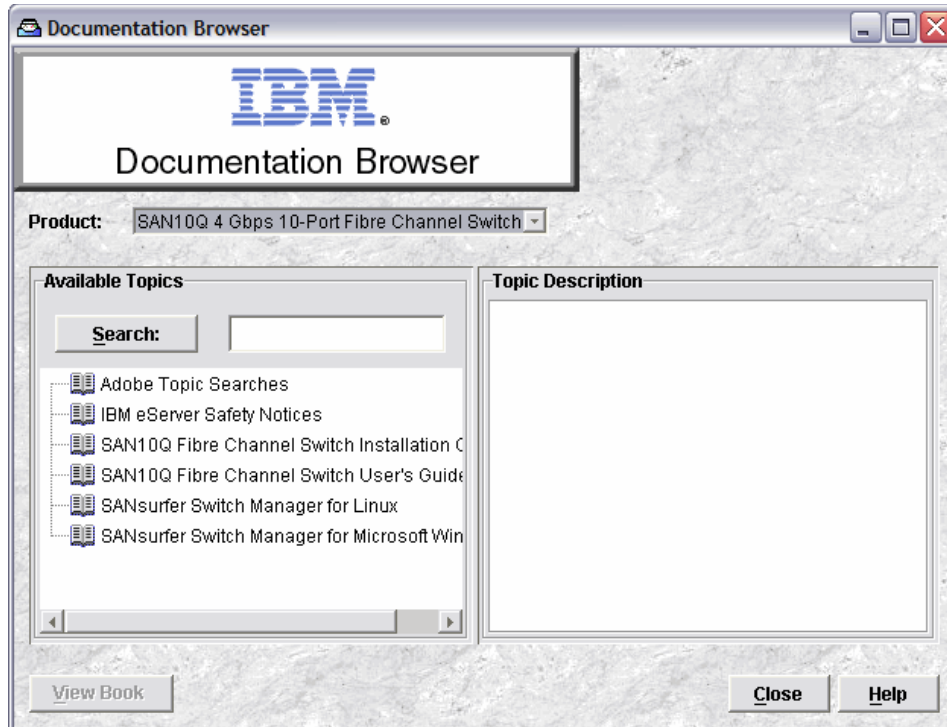 Documentation Browser
IBM®
Documentation Browser
Product: SAN10Q 4 Gbps 10-Port Fibre Channel Switch
Available Topics
Search:
Adobe Topic Searches
IBM eServer Safety Notices
SAN10Q Fibre Channel Switch Installation
SAN10Q Fibre Channel Switch User's Guide
SANsurfer Switch Manager for Linux
SANsurfer Switch Manager for Microsoft Win
Topic Description
View Book
Close
Help